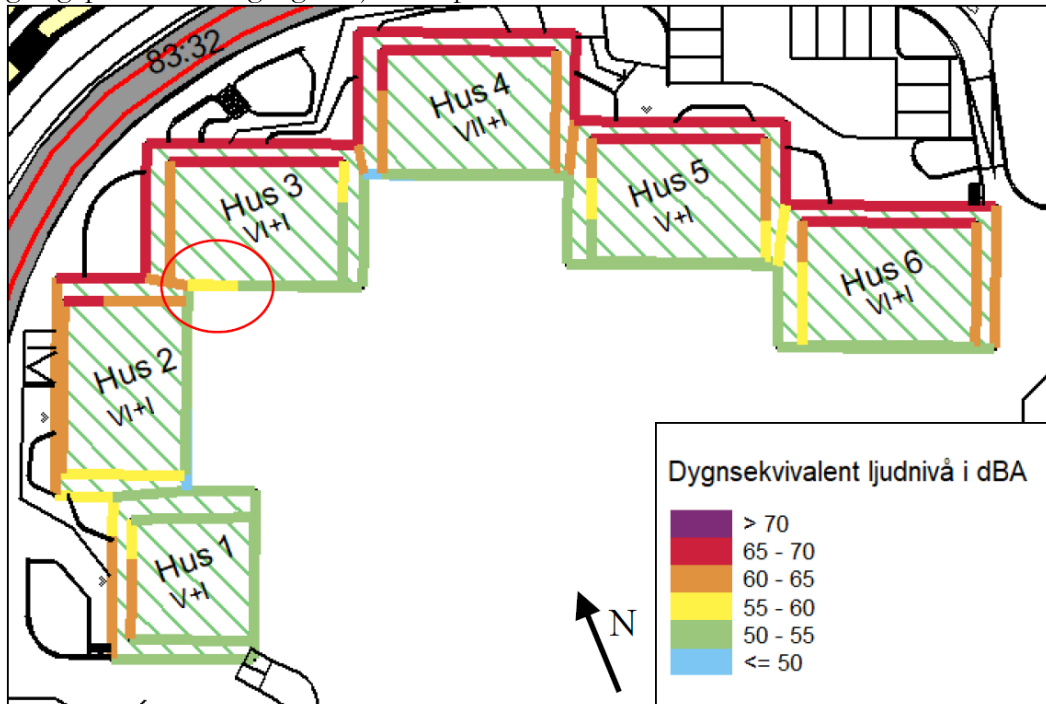 83:32
Hus 4
VII+I
Hus 3
VI+I
Hus 5
V+I
Hus 6
VI+I
Hus 2
VI+I
Hus 1
V+I
N
Dygnsekvivalent ljudnivå i dBA
> 70
65 - 70
60 - 65
55 - 60
50 - 55
<= 50